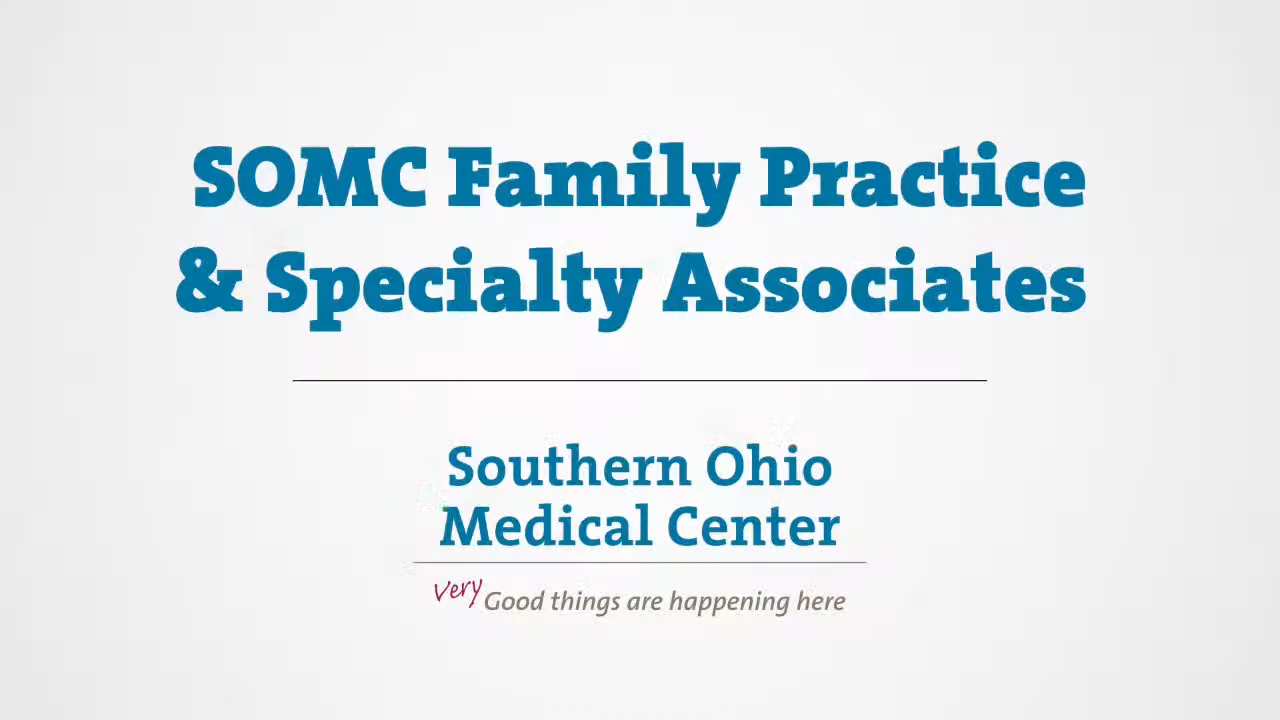 SOMC Family Practice
& Specialty Associates
Southern Ohio
Medical Center
Very Good things are happening here